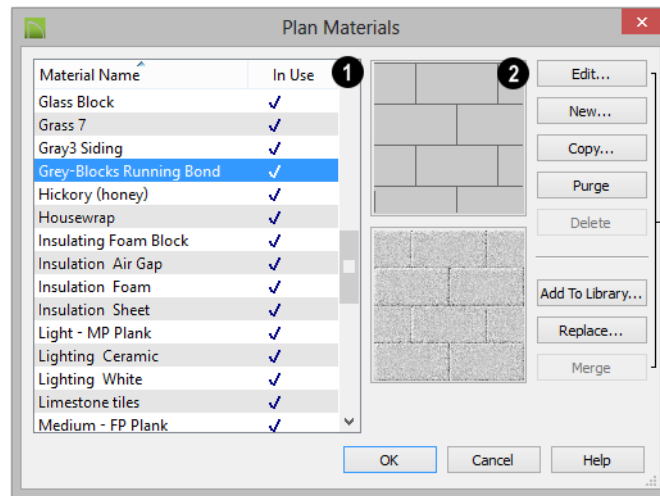 Plan Materials
×
Material Name In Use
1
2
Glass Block
Grass 7
Gray3 Siding
Grey-Blocks Running Bond
Hickory (honey)
Housewrap
Insulating Foam Block
Insulation Air Gap
Insulation Foam
Insulation Sheet
Light - MP Plank
Lighting Ceramic
Lighting White
Limestone tiles
Medium - FP Plank
Edit...
New...
Copy...
Purge
Delete
Add To Library...
Replace...
Merge
OK Cancel Help